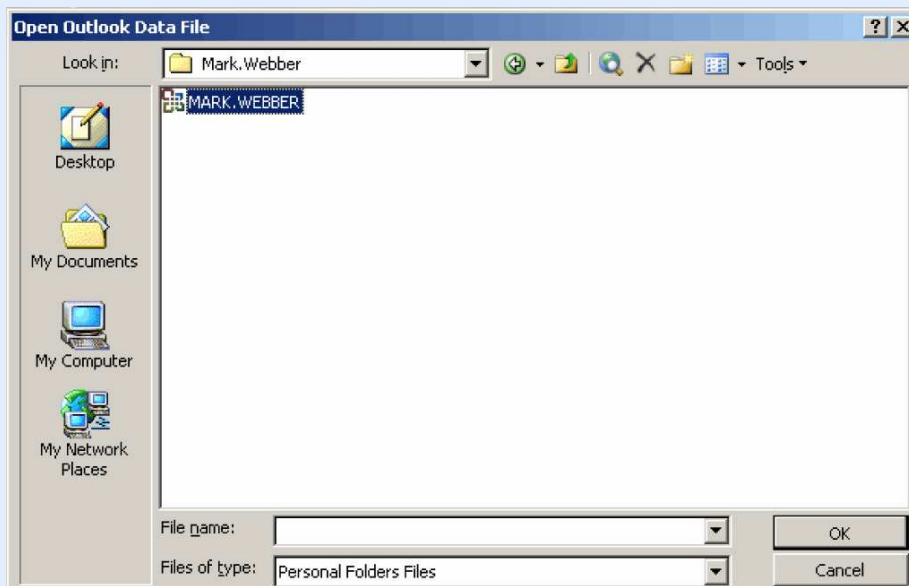 Open Outlook Data File
Look in:
Mark.Webber
Tools
MARK.WEBBER
Desktop
My Documents
My Computer
My Network
Places
File name:
OK
Files of type:
Personal Folders Files
Cancel